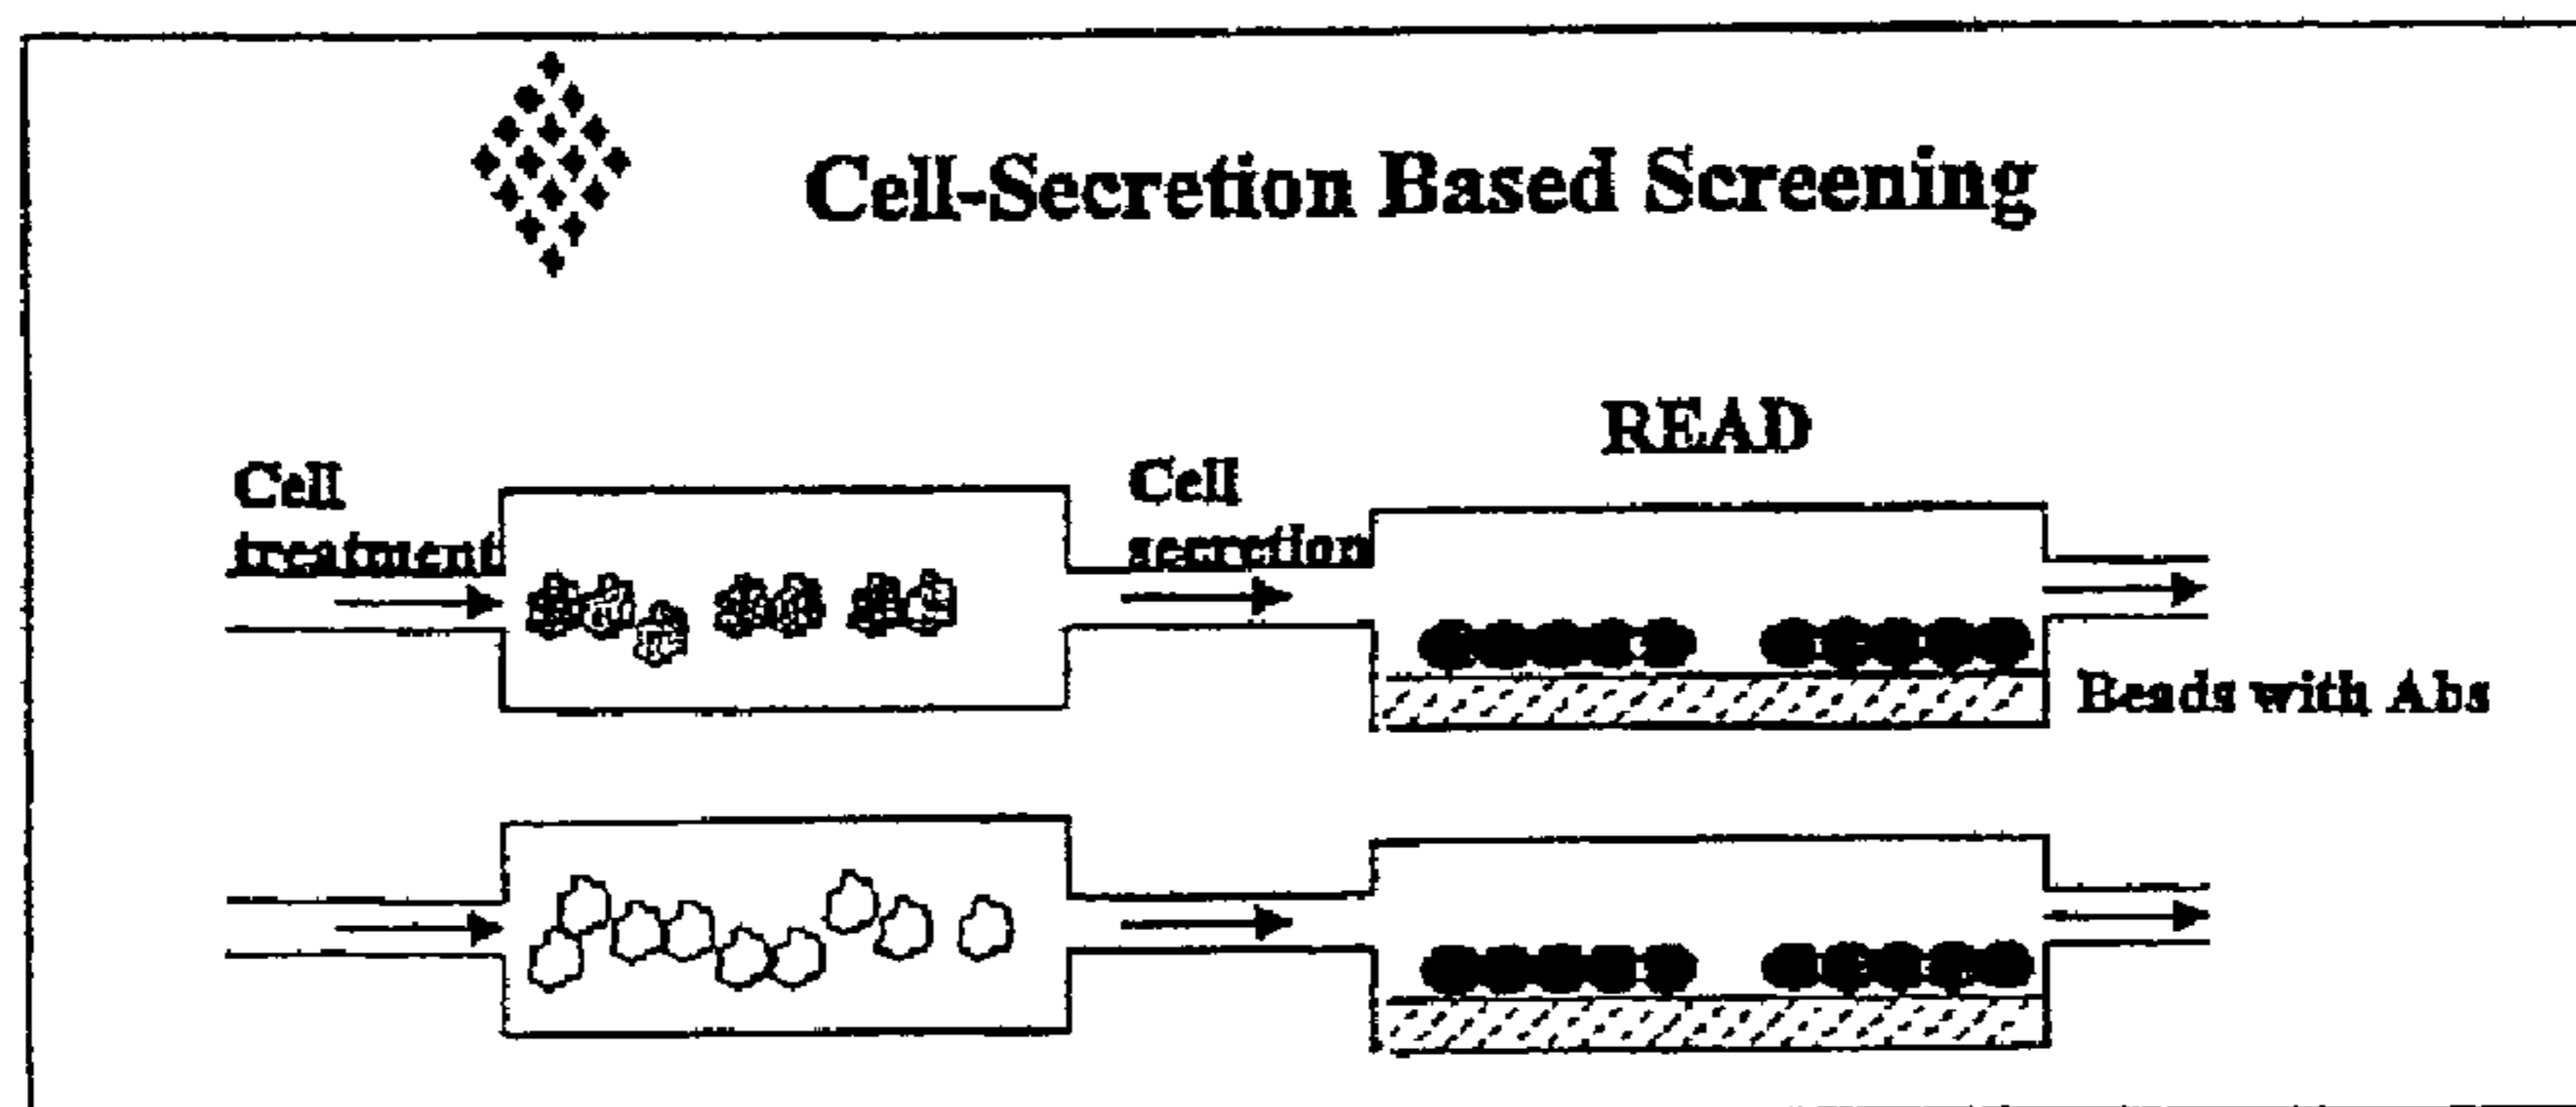 Cell-Secretion Based Screening
READ
Cell
treatment
Cell
secretion
Beads with Abs